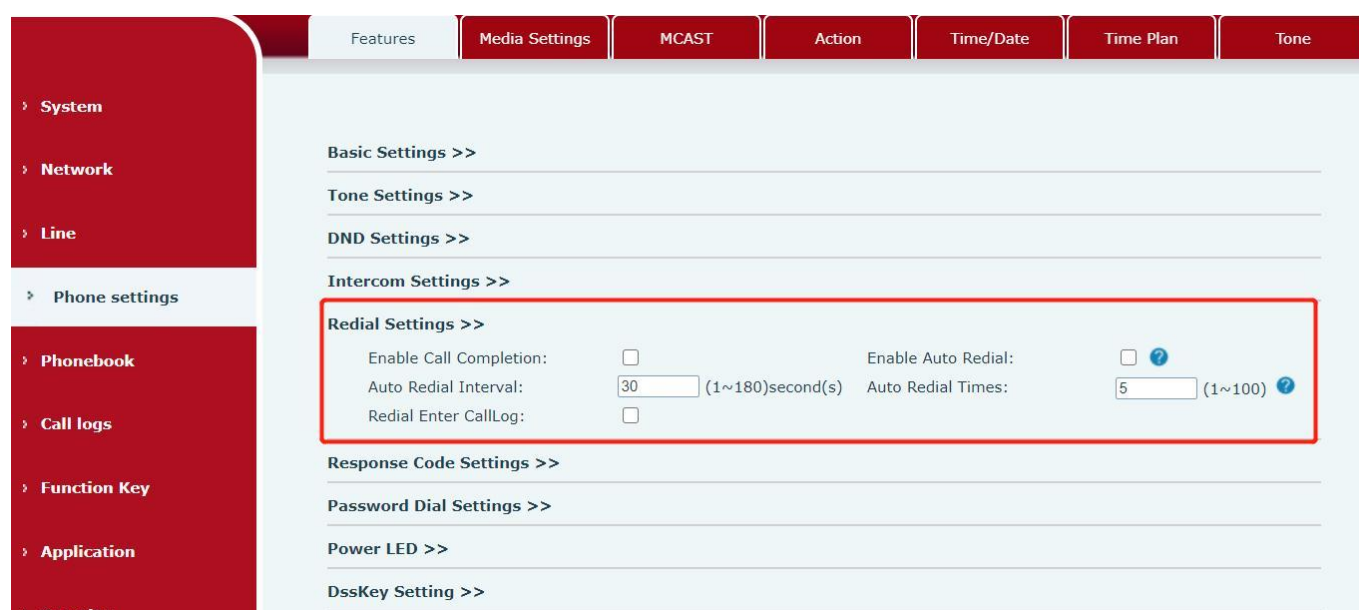 Features Media Settings MCAST Action Time/Date Time Plan Tone
System
Network
Line
Phone settings
Phonebook
Call logs
Function Key
Application
Basic Settings >>
Tone Settings >>
DND Settings >>
Intercom Settings >>
Redial Settings >>
Enable Call Completion: Enable Auto Redial: ?
Auto Redial Interval: 30 (1~180)second(s) Auto Redial Times: 5 (1~100) ?
Redial Enter CallLog:
Response Code Settings >>
Password Dial Settings >>
Power LED >>
DssKey Setting >>